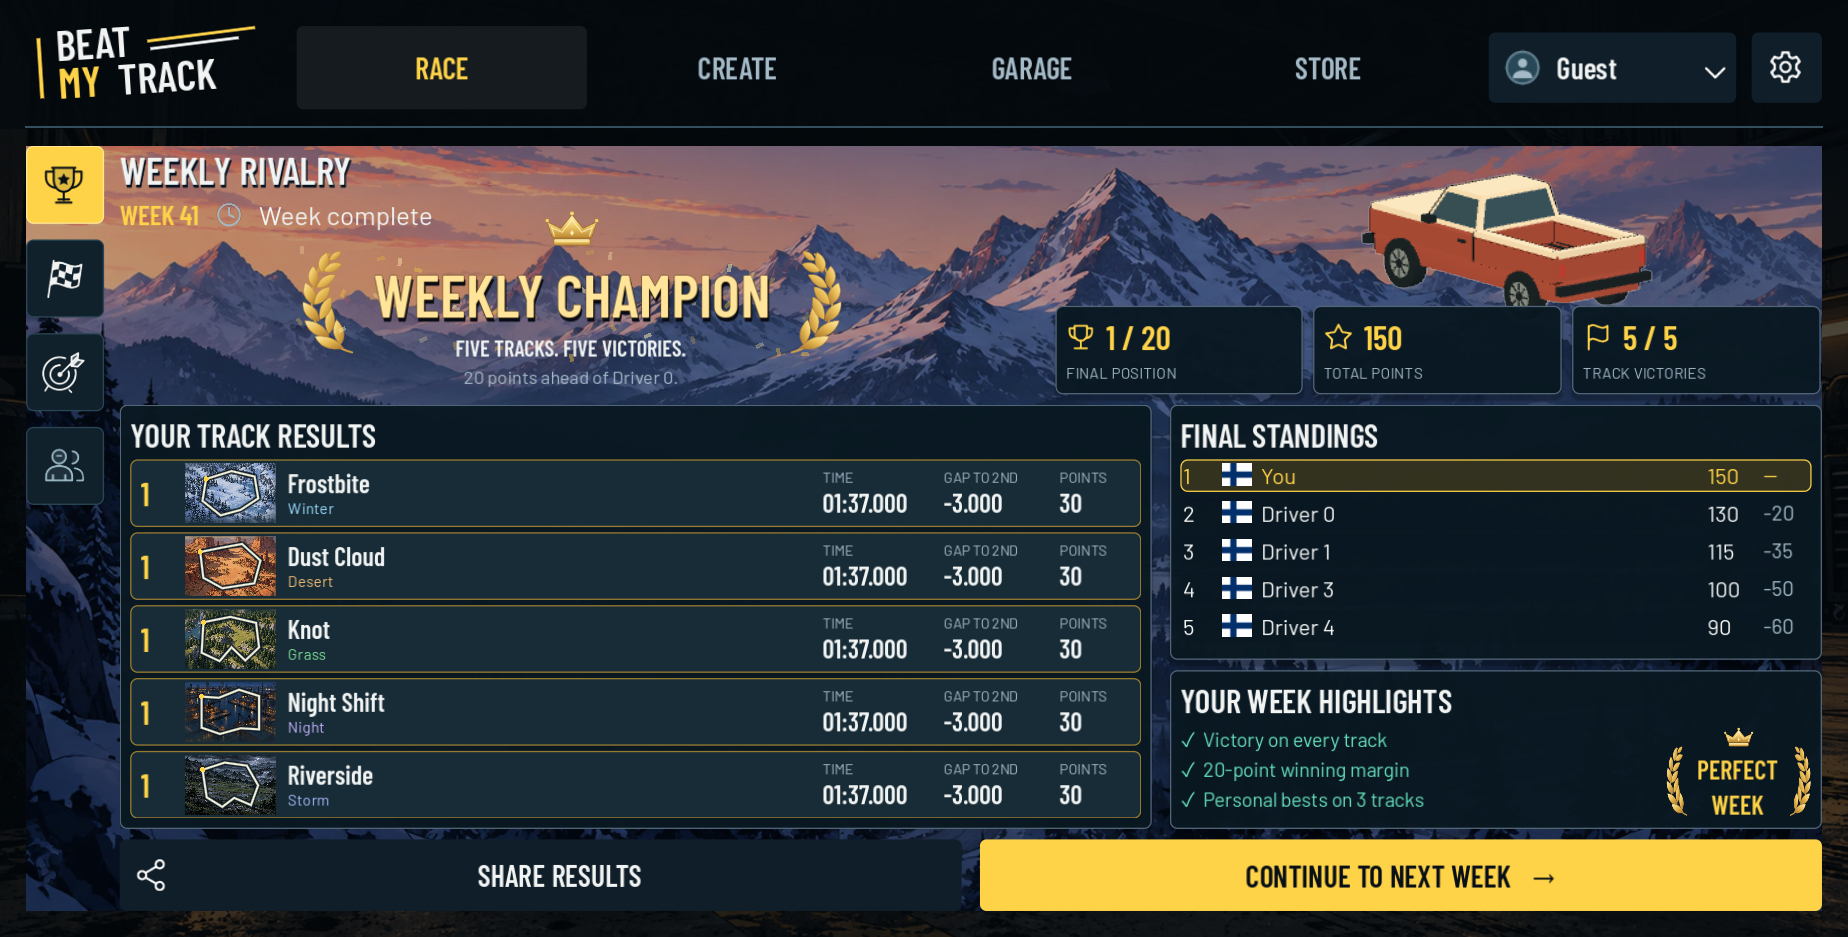 BEAT
MY TRACK
RACE
CREATE
GARAGE
STORE
Guest
WEEKLY RIVALRY
WEEK 41 Week complete
WEEKLY CHAMPION
FIVE TRACKS. FIVE VICTORIES.
20 points ahead of Driver 0.
1 / 20
FINAL POSITION
150
TOTAL POINTS
5 / 5
TRACK VICTORIES
YOUR TRACK RESULTS
1 Frostbite
Winter
TIME GAP TO 2ND POINTS
01:37.000 -3.000 30
1 Dust Cloud
Desert
TIME GAP TO 2ND POINTS
01:37.000 -3.000 30
1 Knot
Grass
TIME GAP TO 2ND POINTS
01:37.000 -3.000 30
1 Night Shift
Night
TIME GAP TO 2ND POINTS
01:37.000 -3.000 30
1 Riverside
Storm
TIME GAP TO 2ND POINTS
01:37.000 -3.000 30
FINAL STANDINGS
1 You 150 –
2 Driver 0 130 -20
3 Driver 1 115 -35
4 Driver 3 100 -50
5 Driver 4 90 -60
YOUR WEEK HIGHLIGHTS
✓ Victory on every track
✓ 20-point winning margin
✓ Personal bests on 3 tracks
PERFECT
WEEK
SHARE RESULTS
CONTINUE TO NEXT WEEK →